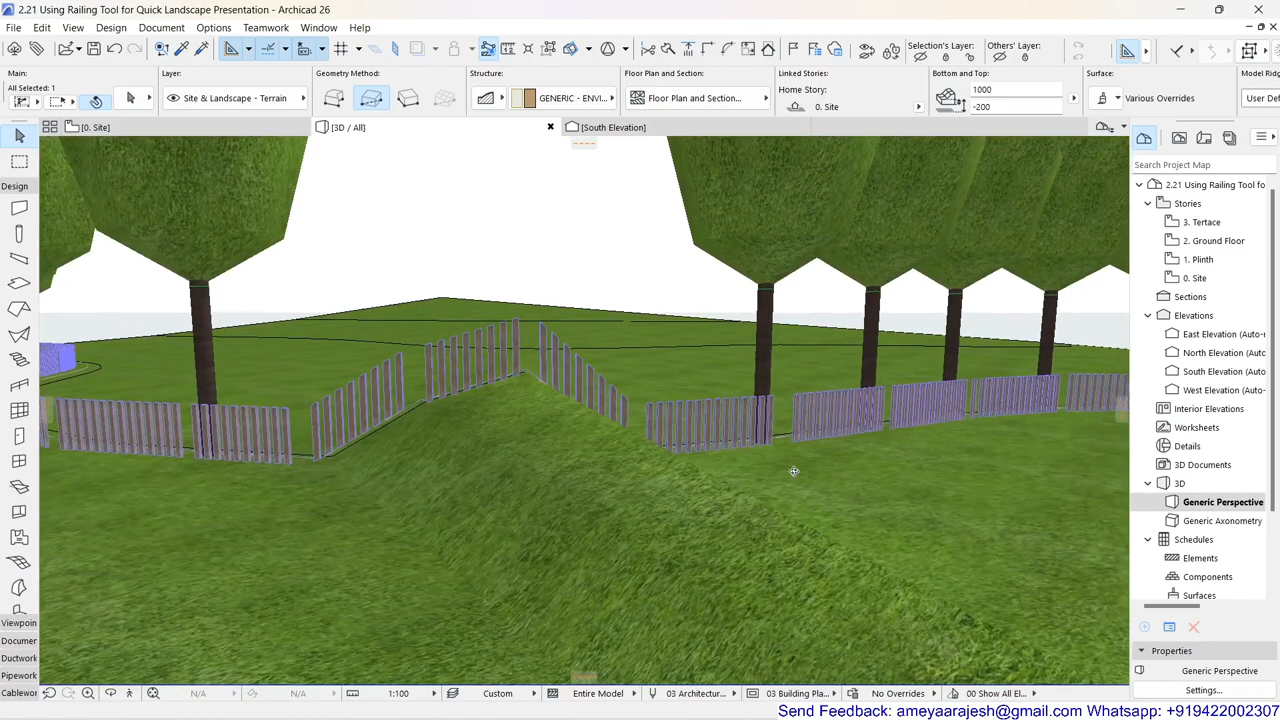 2.21 Using Railing Tool for Quick Landscape Presentation - Archicad 26
File Edit View Design Document Options Teamwork Window Help
Selection's Layer: Others' Layer:
Main: Layer: Geometry Method: Structure: Floor Plan and Section: Linked Stories: Bottom and Top: Surface: Model Ridg
All Selected: 1 Site & Landscape - Terrain GENERIC - ENVI... Floor Plan and Section... Home Story: 0. Site 1000 -200 Various Overrides User Def
[0. Site] [3D / All] [South Elevation]
Search Project Map
Design
2.21 Using Railing Tool fo
Stories
3. Tertace
2. Ground Floor
1. Plinth
0. Site
Sections
Elevations
East Elevation (Auto-r
North Elevation (Auto
South Elevation (Auto
West Elevation (Auto-
Interior Elevations
Worksheets
Details
3D Documents
3D
Generic Perspective
Generic Axonometry
Schedules
Elements
Components
Surfaces
Viewpoin
Documer
Ductwork
Pipework
Cablewor
Properties
Generic Perspective
Settings...
N/A N/A 1:100 Custom Entire Model 03 Architectur... 03 Building Pla... No Overrides 00 Show All El...
Send Feedback: ameyaarajesh@gmail.com Whatsapp: +919422002307